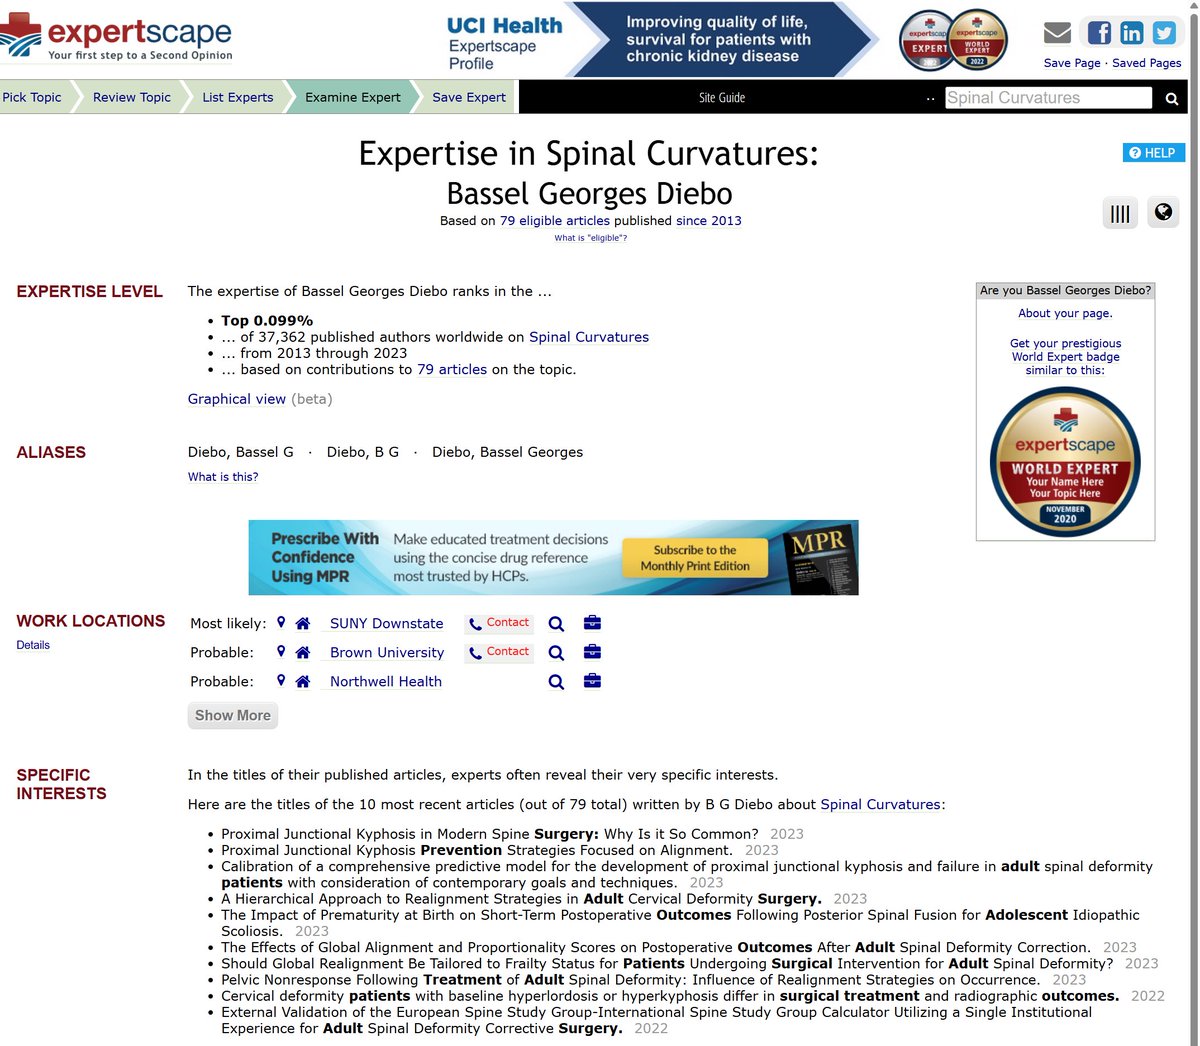 expertscape
Your first step to a Second Opinion
UCI Health
Expertscape
Profile
Improving quality of life,
survival for patients with
chronic kidney disease
expertscape
EXPERT
2022
expertscape
WORLD
EXPERT
2022
Save Page · Saved Pages
Pick Topic
Review Topic
List Experts
Examine Expert
Save Expert
Site Guide
..
Spinal Curvatures
Expertise in Spinal Curvatures:
Bassel Georges Diebo
Based on 79 eligible articles published since 2013
What is "eligible"?
? HELP
EXPERTISE LEVEL
The expertise of Bassel Georges Diebo ranks in the ...
• Top 0.099%
• ... of 37,362 published authors worldwide on Spinal Curvatures
• ... from 2013 through 2023
• ... based on contributions to 79 articles on the topic.
Graphical view (beta)
Are you Bassel Georges Diebo?
About your page.
Get your prestigious
World Expert badge
similar to this:
expertscape
WORLD EXPERT
Your Name Here
Your Topic Here
NOVEMBER
2020
ALIASES
Diebo, Bassel G · Diebo, B G · Diebo, Bassel Georges
What is this?
Prescribe With
Confidence
Using MPR
Make educated treatment decisions
using the concise drug reference
most trusted by HCPs.
Subscribe to the
Monthly Print Edition
MPR
WORK LOCATIONS
Details
Most likely: SUNY Downstate Contact
Probable: Brown University Contact
Probable: Northwell Health
Show More
SPECIFIC
INTERESTS
In the titles of their published articles, experts often reveal their very specific interests.
Here are the titles of the 10 most recent articles (out of 79 total) written by B G Diebo about Spinal Curvatures:
• Proximal Junctional Kyphosis in Modern Spine Surgery: Why Is it So Common? 2023
• Proximal Junctional Kyphosis Prevention Strategies Focused on Alignment. 2023
• Calibration of a comprehensive predictive model for the development of proximal junctional kyphosis and failure in adult spinal deformity
patients with consideration of contemporary goals and techniques. 2023
• A Hierarchical Approach to Realignment Strategies in Adult Cervical Deformity Surgery. 2023
• The Impact of Prematurity at Birth on Short-Term Postoperative Outcomes Following Posterior Spinal Fusion for Adolescent Idiopathic
Scoliosis. 2023
• The Effects of Global Alignment and Proportionality Scores on Postoperative Outcomes After Adult Spinal Deformity Correction. 2023
• Should Global Realignment Be Tailored to Frailty Status for Patients Undergoing Surgical Intervention for Adult Spinal Deformity? 2023
• Pelvic Nonresponse Following Treatment of Adult Spinal Deformity: Influence of Realignment Strategies on Occurrence. 2023
• Cervical deformity patients with baseline hyperlordosis or hyperkyphosis differ in surgical treatment and radiographic outcomes. 2022
• External Validation of the European Spine Study Group-International Spine Study Group Calculator Utilizing a Single Institutional
Experience for Adult Spinal Deformity Corrective Surgery. 2022